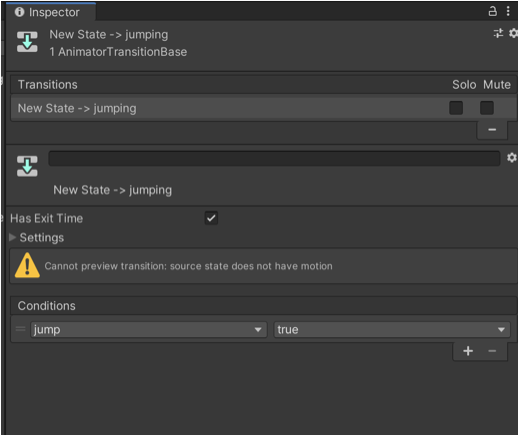 Inspector
New State -> jumping
1 AnimatorTransitionBase
Transitions Solo Mute
New State -> jumping
New State -> jumping
Has Exit Time
Settings
Cannot preview transition: source state does not have motion
Conditions
jump true